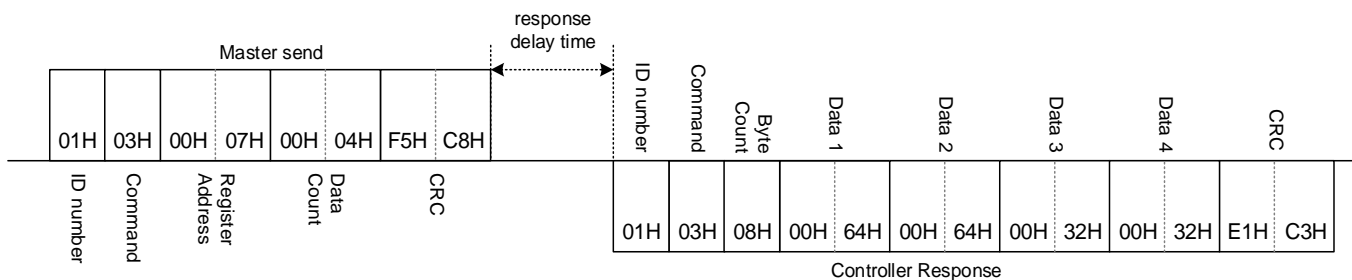 response
delay time
Master send
01H 03H 00H 07H 00H 04H F5H C8H
ID number
Command
Register
Address
Data
Count
CRC
ID number
Command
Byte
Count
Data 1
Data 2
Data 3
Data 4
CRC
01H 03H 08H 00H 64H 00H 64H 00H 32H 00H 32H E1H C3H
Controller Response